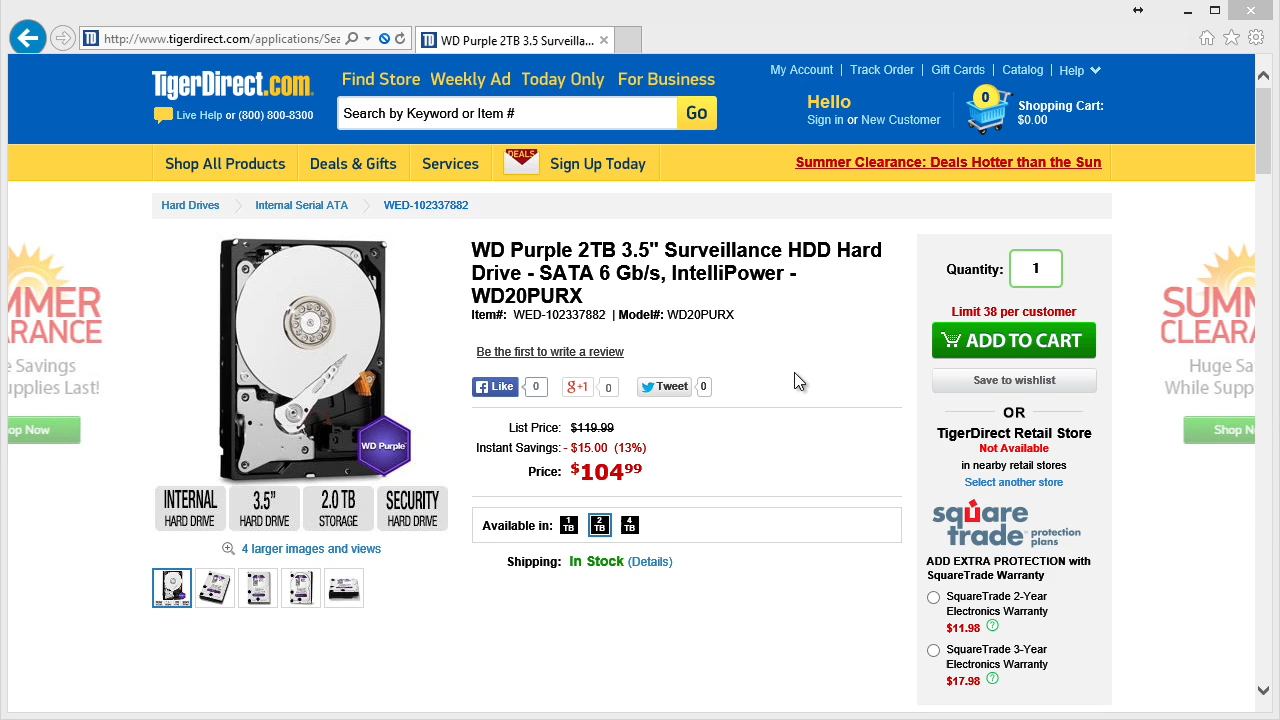 http://www.tigerdirect.com/applications/Sea
WD Purple 2TB 3.5 Surveilla...
TigerDirect.com
Live Help or (800) 800-8300
Find Store Weekly Ad Today Only For Business
Search by Keyword or Item # Go
My Account | Track Order | Gift Cards | Catalog | Help
Hello
Sign in or New Customer
0
Shopping Cart:
$0.00
Shop All Products Deals & Gifts Services DEALS Sign Up Today
Summer Clearance: Deals Hotter than the Sun
Hard Drives Internal Serial ATA WED-102337882
WD Purple
INTERNAL
HARD DRIVE
3.5"
HARD DRIVE
2.0 TB
STORAGE
SECURITY
HARD DRIVE
4 larger images and views
WD Purple 2TB 3.5" Surveillance HDD Hard
Drive - SATA 6 Gb/s, IntelliPower -
WD20PURX
Item#: WED-102337882 | Model#: WD20PURX
Be the first to write a review
Like 0 g+1 0 Tweet 0
List Price: $119.99
Instant Savings: - $15.00 (13%)
Price: $104.99
Available in: 1 TB 2 TB 4 TB
Shipping: In Stock (Details)
Quantity: 1
Limit 38 per customer
ADD TO CART
Save to wishlist
OR
TigerDirect Retail Store
Not Available
in nearby retail stores
Select another store
square
trade protection
plans
ADD EXTRA PROTECTION with
SquareTrade Warranty
SquareTrade 2-Year
Electronics Warranty
$11.98
SquareTrade 3-Year
Electronics Warranty
$17.98
MMER
ARANCE
e Savings
upplies Last!
op Now
SUMM
CLEARA
Huge Sav
While Supp
Shop N